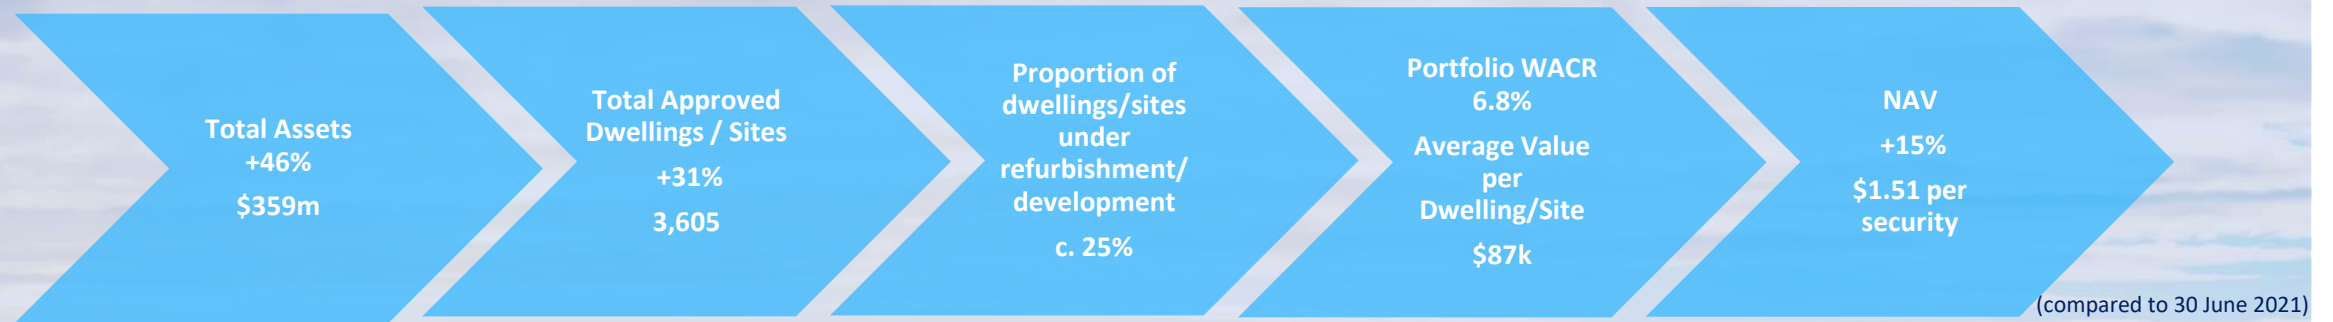 Total Assets
+46%
$359m
Total Approved
Dwellings / Sites
+31%
3,605
Proportion of
dwellings/sites
under
refurbishment/
development
c. 25%
Portfolio WACR
6.8%
Average Value
per
Dwelling/Site
$87k
NAV
+15%
$1.51 per
security
(compared to 30 June 2021)